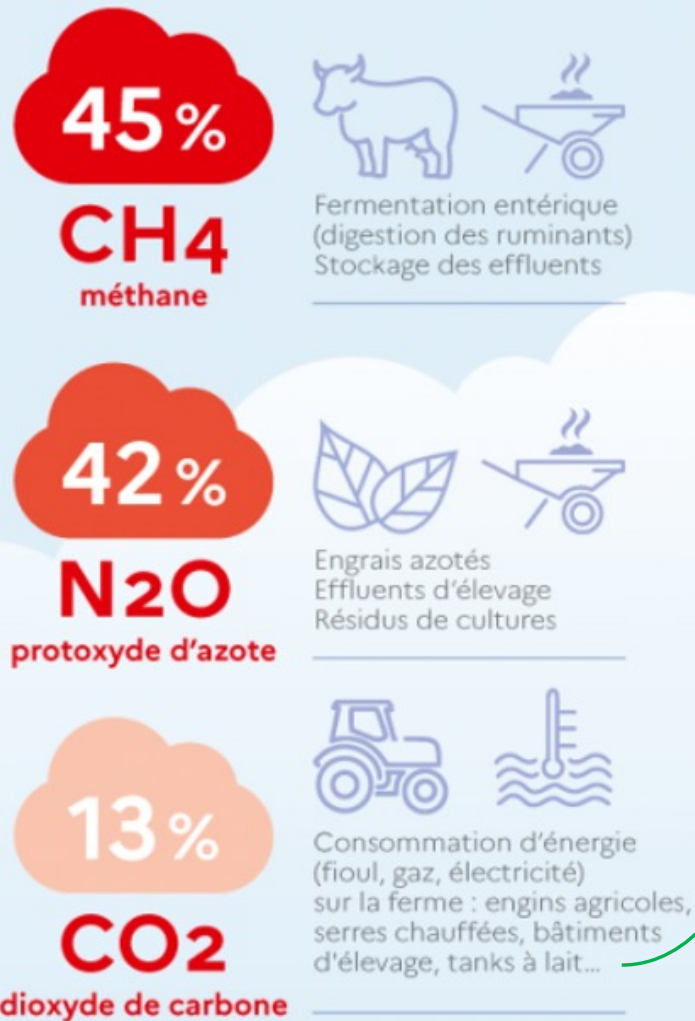 45 %
CH4
méthane
Fermentation entérique
(digestion des ruminants)
Stockage des effluents
42 %
N2O
protoxyde d'azote
Engrais azotés
Effluents d'élevage
Résidus de cultures
13 %
CO2
dioxyde de carbone
Consommation d'énergie
(fioul, gaz, électricité)
sur la ferme : engins agricoles,
serres chauffées, bâtiments
d'élevage, tanks à lait...